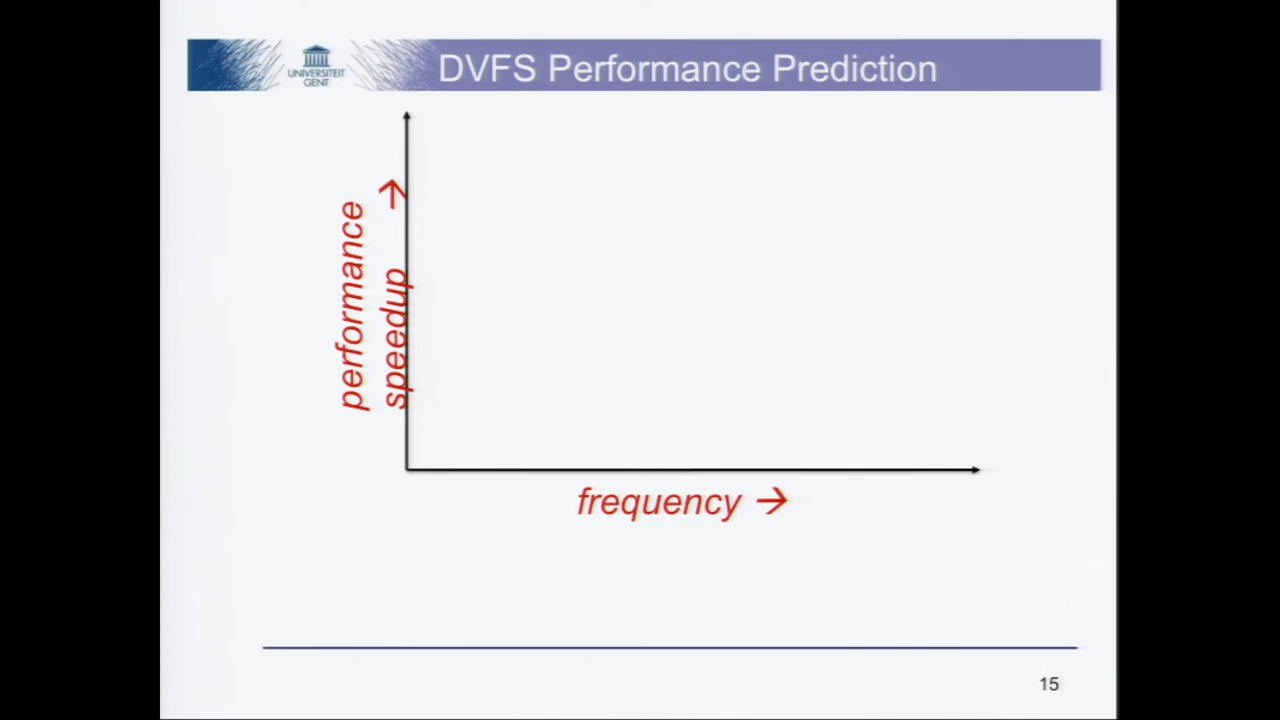 UNIVERSITEIT
GENT
DVFS Performance Prediction
performance
speedup →
frequency →
15